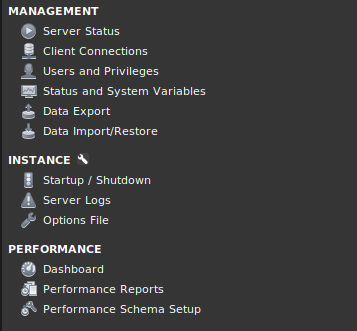 MANAGEMENT
Server Status
Client Connections
Users and Privileges
Status and System Variables
Data Export
Data Import/Restore
INSTANCE
Startup / Shutdown
Server Logs
Options File
PERFORMANCE
Dashboard
Performance Reports
Performance Schema Setup